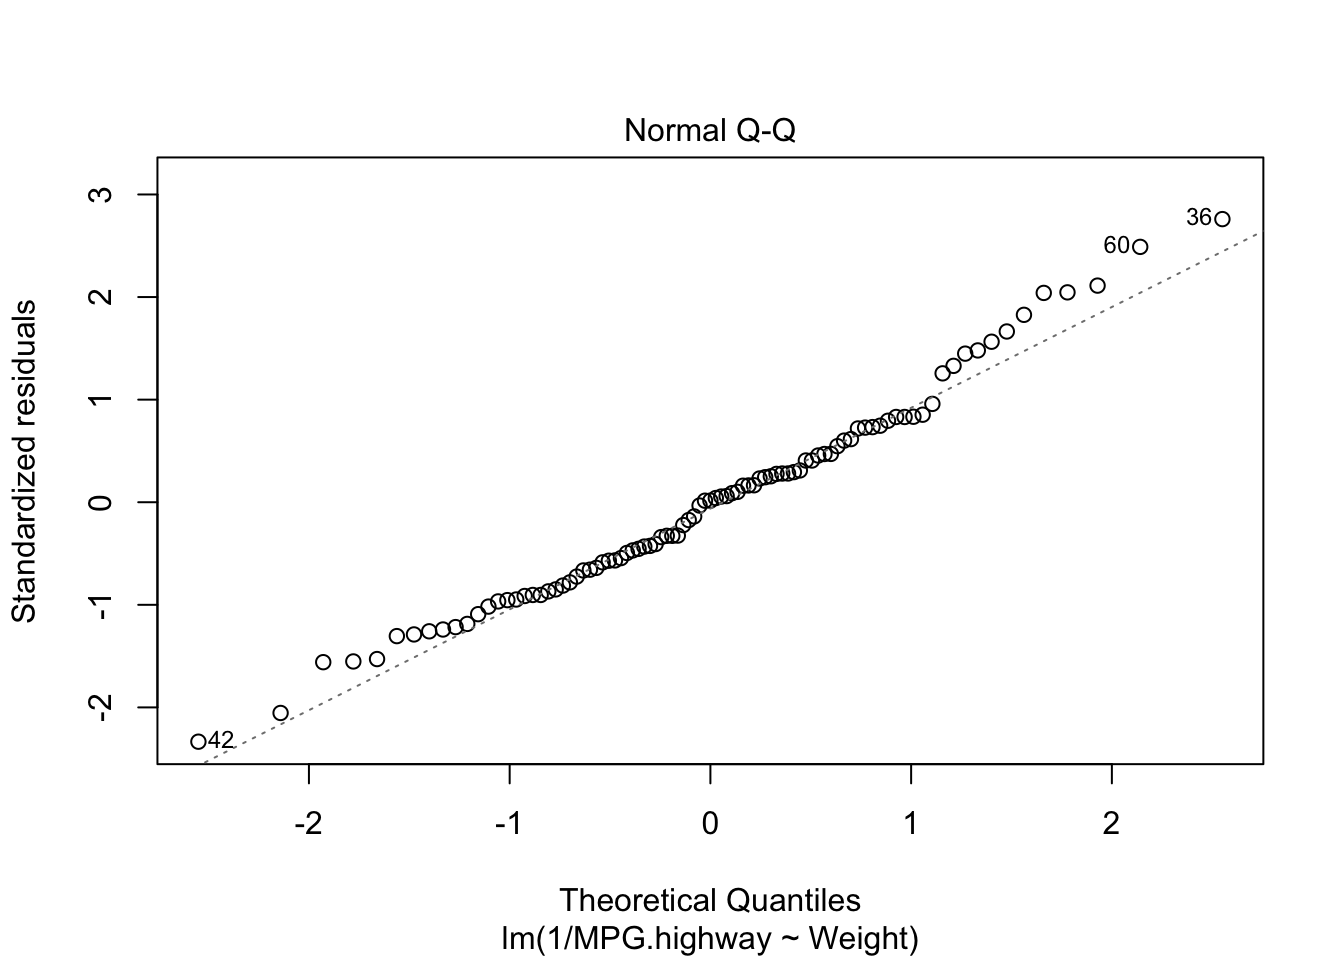 Normal Q-Q
Standardized residuals
3
2
1
0
-1
-2
36
60
42
-2 -1 0 1 2
Theoretical Quantiles
lm(1/MPG.highway ~ Weight)